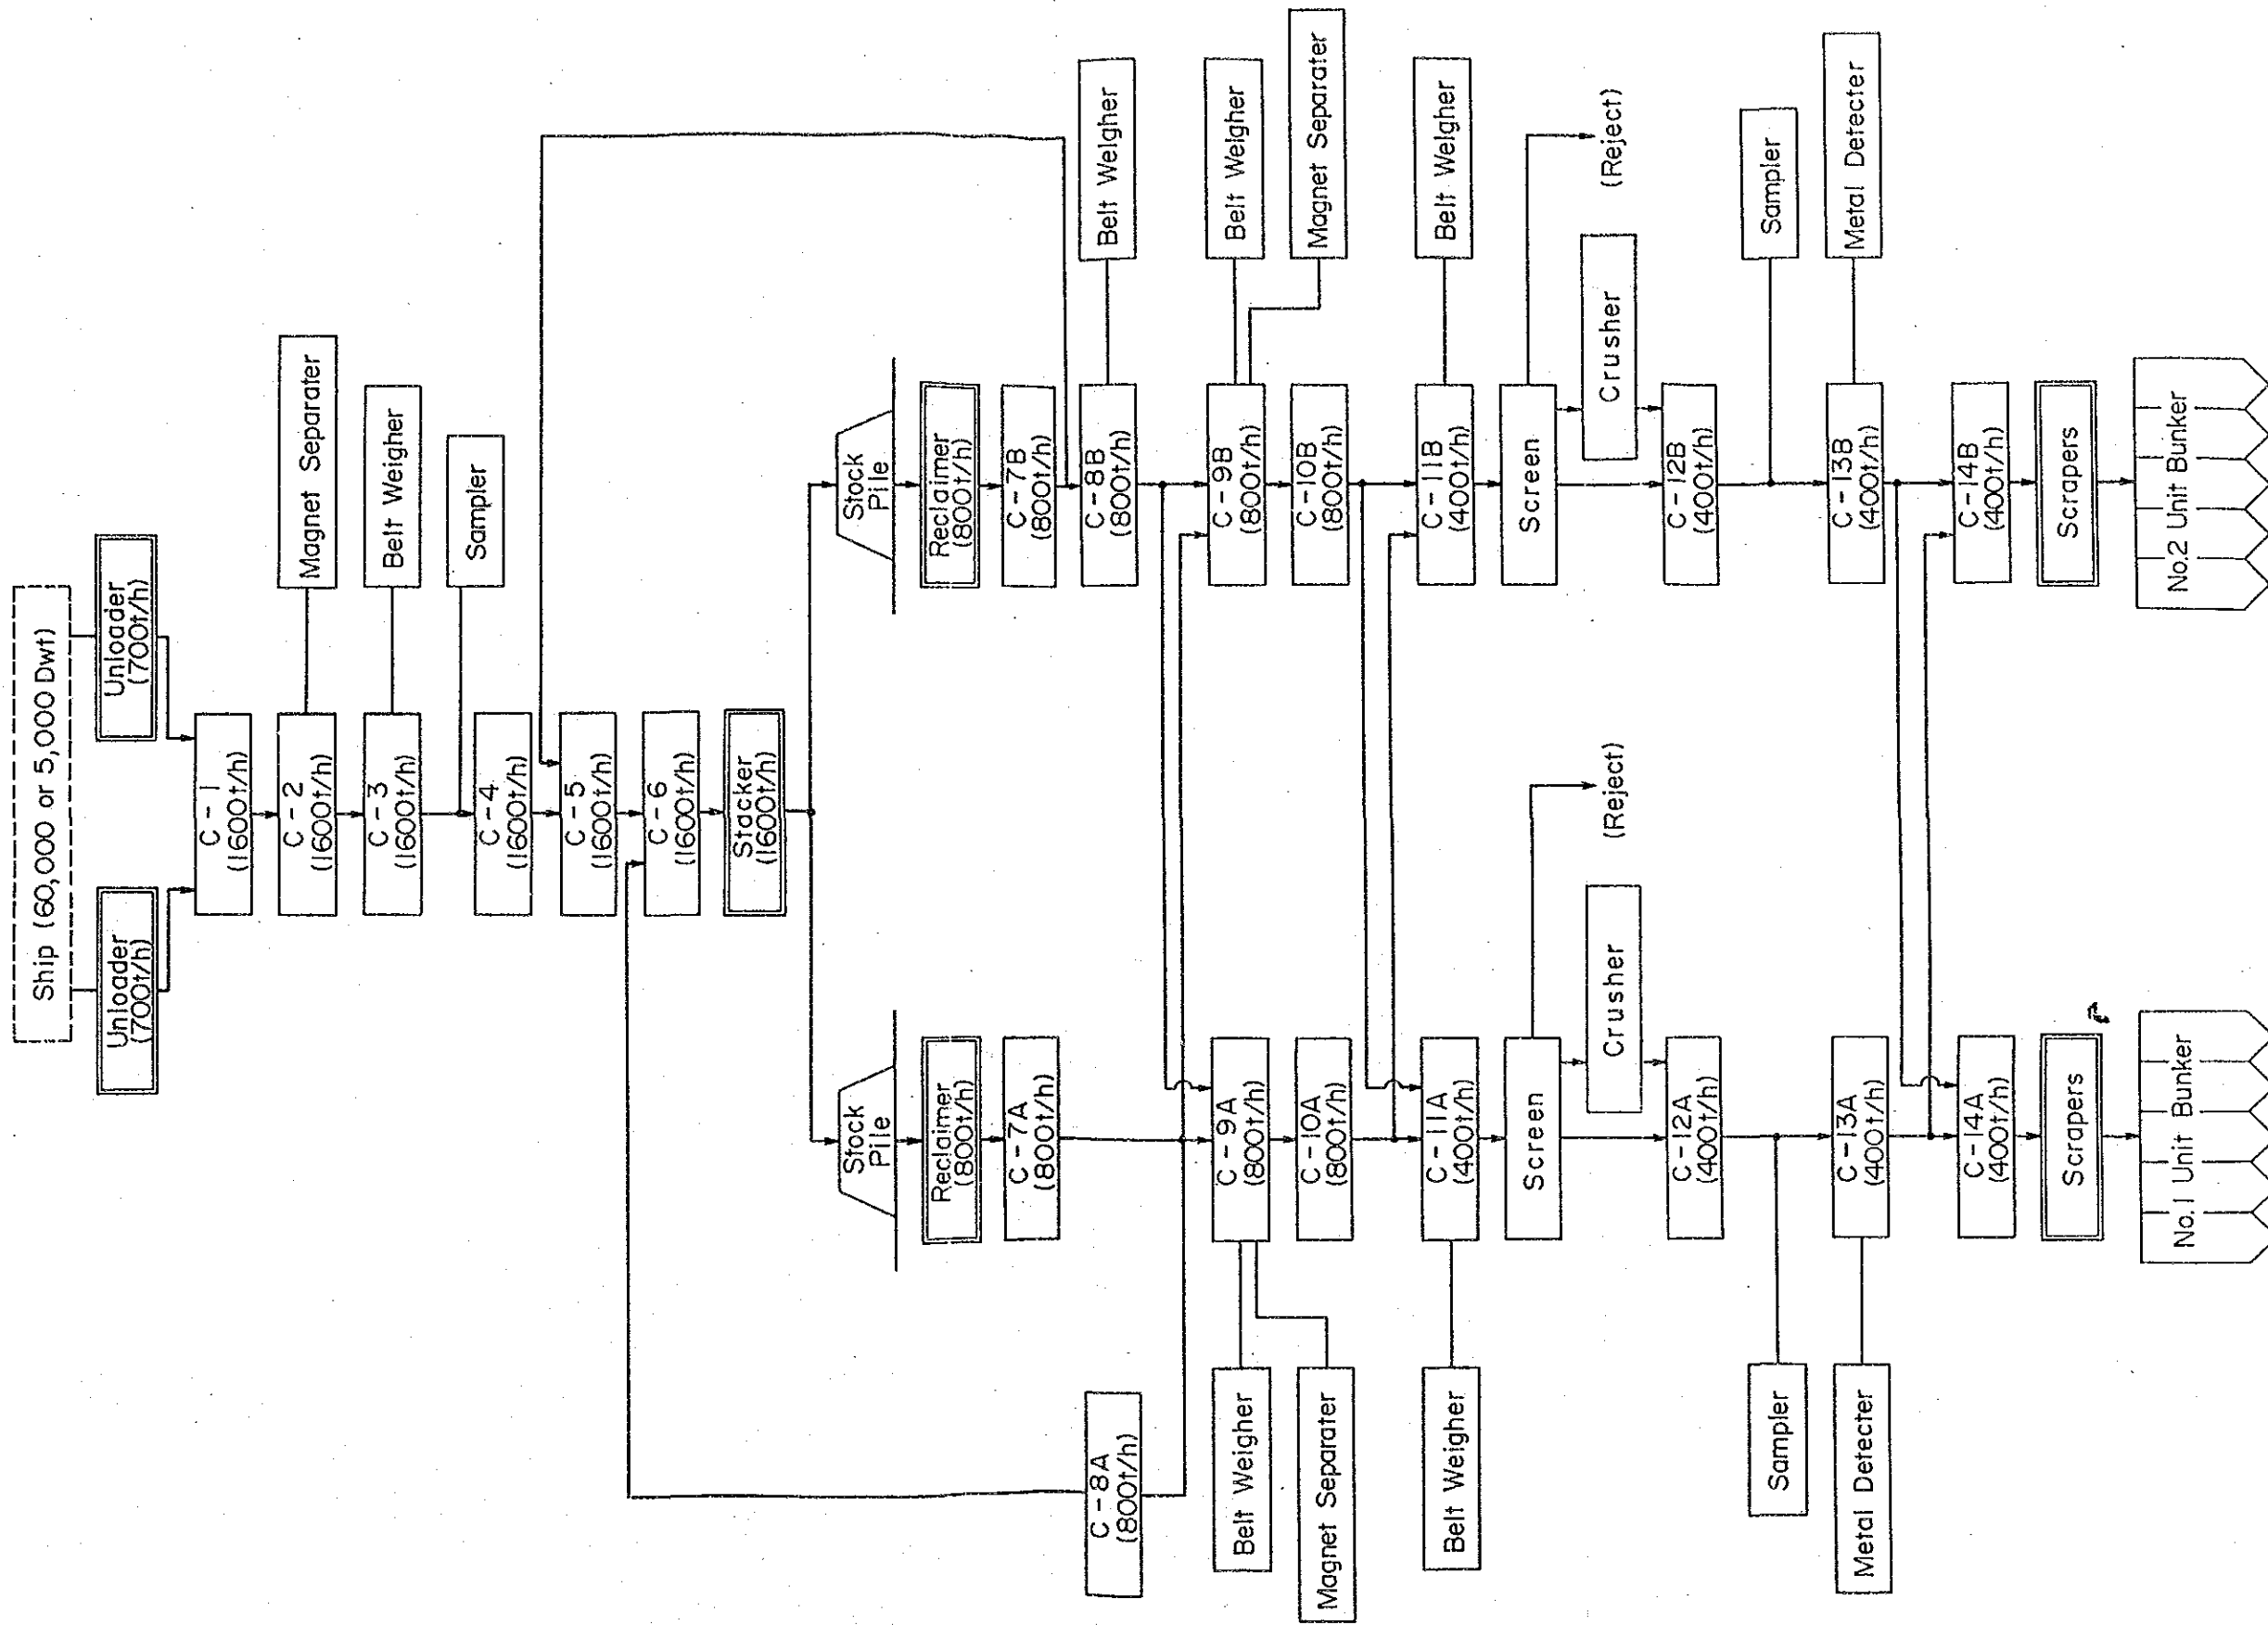 Ship (60,000 or 5,000 Dwt)
Unloader
(700t/h)
Unloader
(700t/h)
C-1
(1600t/h)
C-2
(1600t/h)
Magnet Separater
C-3
(1600t/h)
Belt Weigher
Sampler
C-4
(1600t/h)
C-5
(1600t/h)
C-6
(1600t/h)
Stacker
(1600t/h)
Stock
Pile
Stock
Pile
Reclaimer
(800t/h)
Reclaimer
(800t/h)
C-7A
(800t/h)
C-7B
(800t/h)
C-8A
(800t/h)
C-8B
(800t/h)
Belt Weigher
Belt Weigher
C-9A
(800t/h)
C-9B
(800t/h)
Belt Weigher
Magnet Separater
C-10A
(800t/h)
C-10B
(800t/h)
Magnet Separater
Belt Weigher
C-11A
(400t/h)
C-11B
(400t/h)
Belt Weigher
Screen
Screen
(Reject)
(Reject)
Crusher
Crusher
C-12A
(400t/h)
C-12B
(400t/h)
Sampler
Sampler
Metal Detecter
C-13A
(400t/h)
C-13B
(400t/h)
Metal Detecter
C-14A
(400t/h)
C-14B
(400t/h)
Scrapers
Scrapers
No.1 Unit Bunker
No.2 Unit Bunker